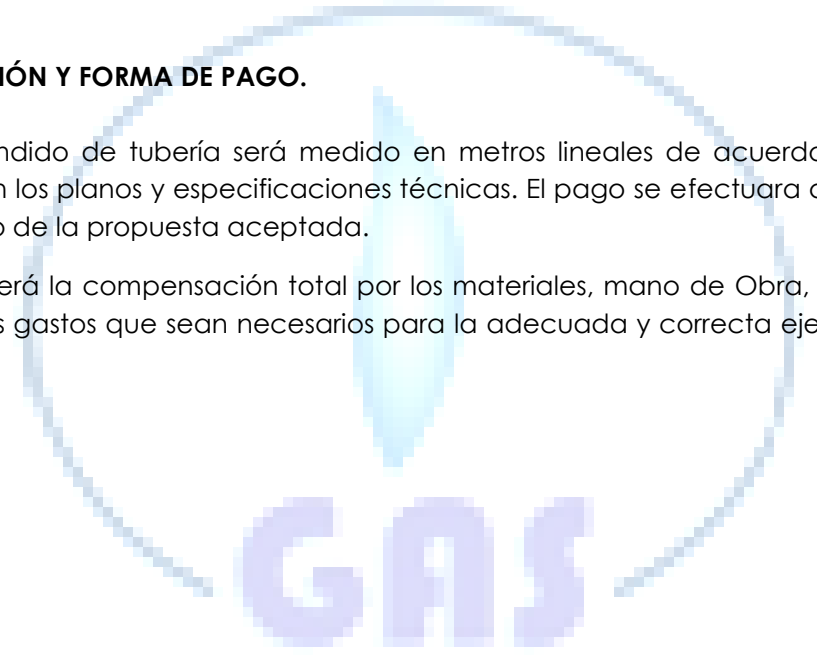 IÓN Y FORMA DE PAGO.
ndido de tubería será medido en metros lineales de acuerdo
n los planos y especificaciones técnicas. El pago se efectuara
o de la propuesta aceptada.
erá la compensación total por los materiales, mano de Obra,
s gastos que sean necesarios para la adecuada y correcta eje
GAS